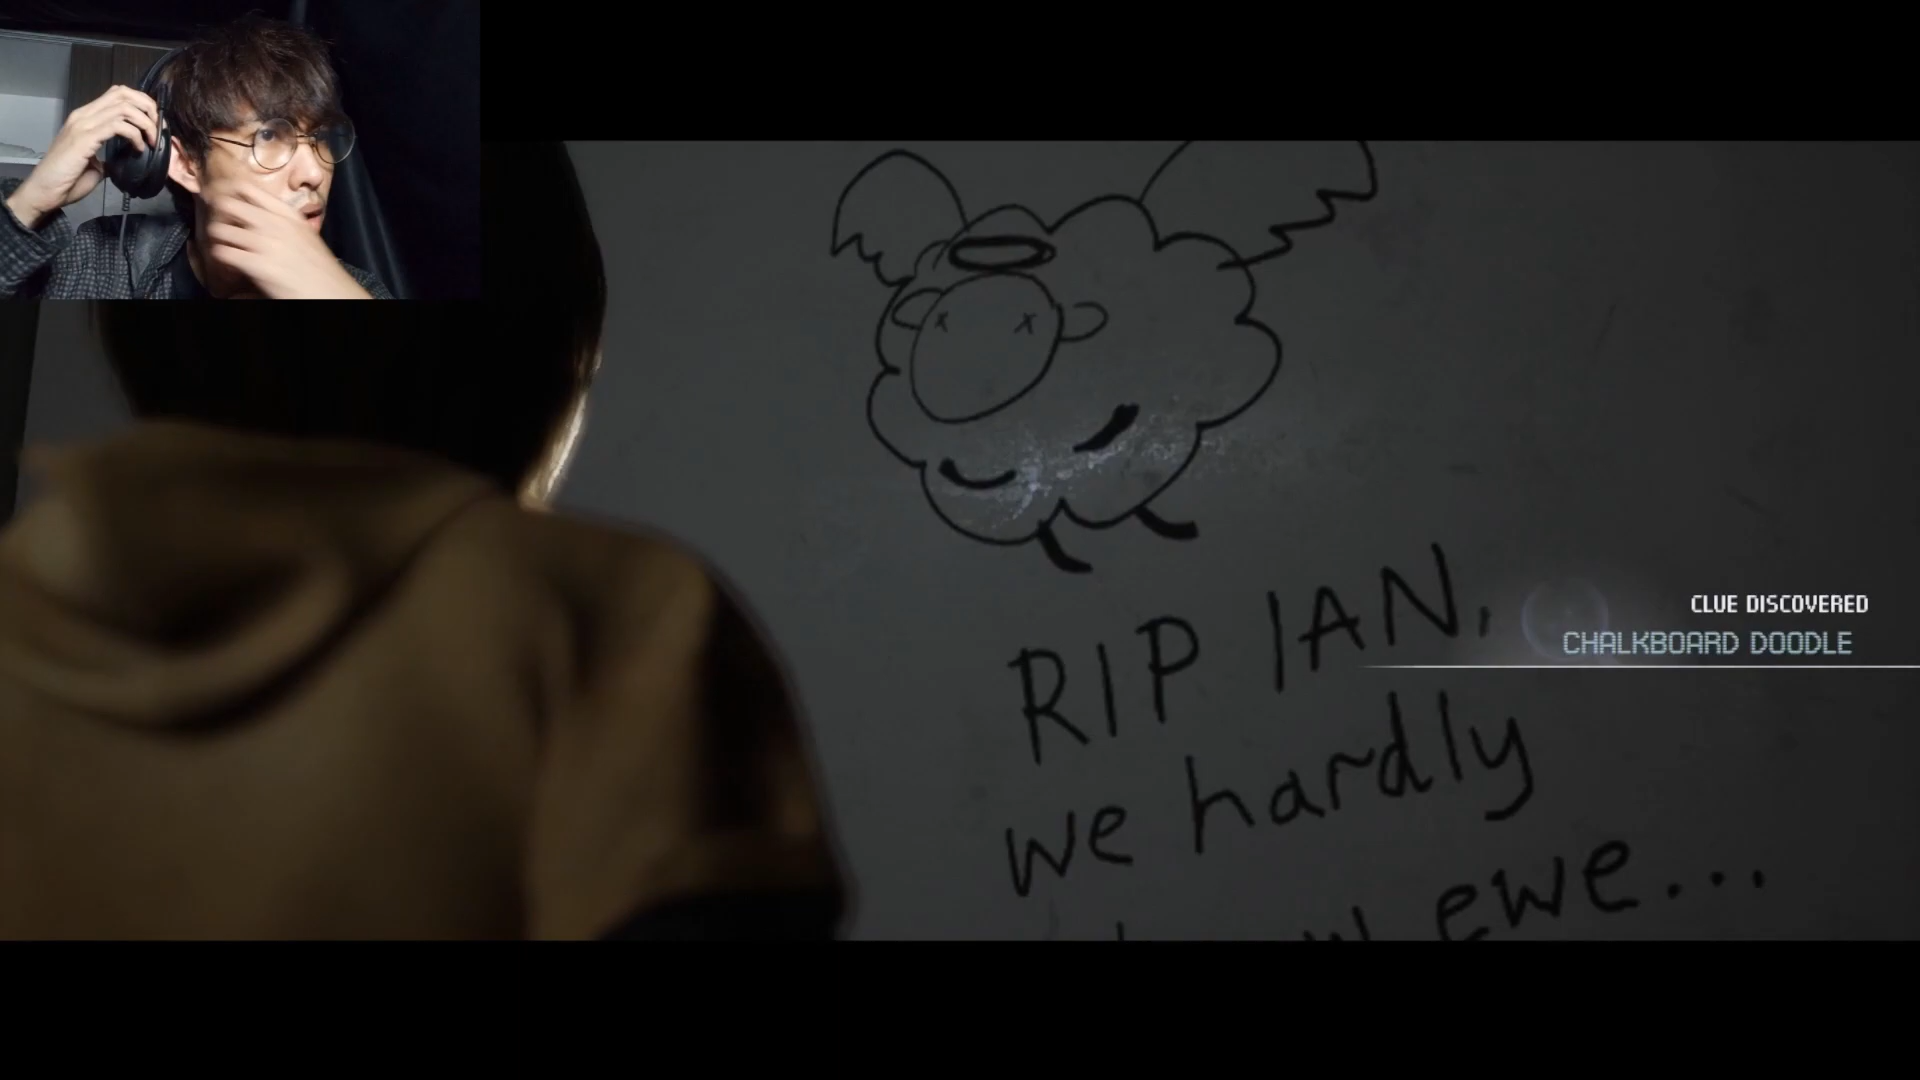 RIP IAN,
we hardly
ewe...
CLUE DISCOVERED
CHALKBOARD DOODLE